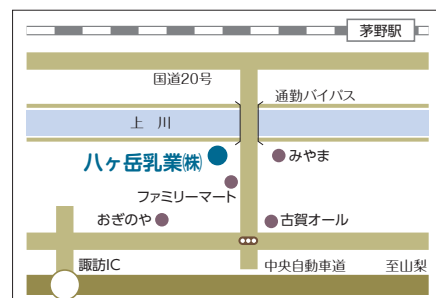 茅野駅
国道20号
通勤バイパス
上 川
八ヶ岳乳業㈱
みやま
ファミリーマート
おぎのや
古賀オール
諏訪IC
中央自動車道
至山梨